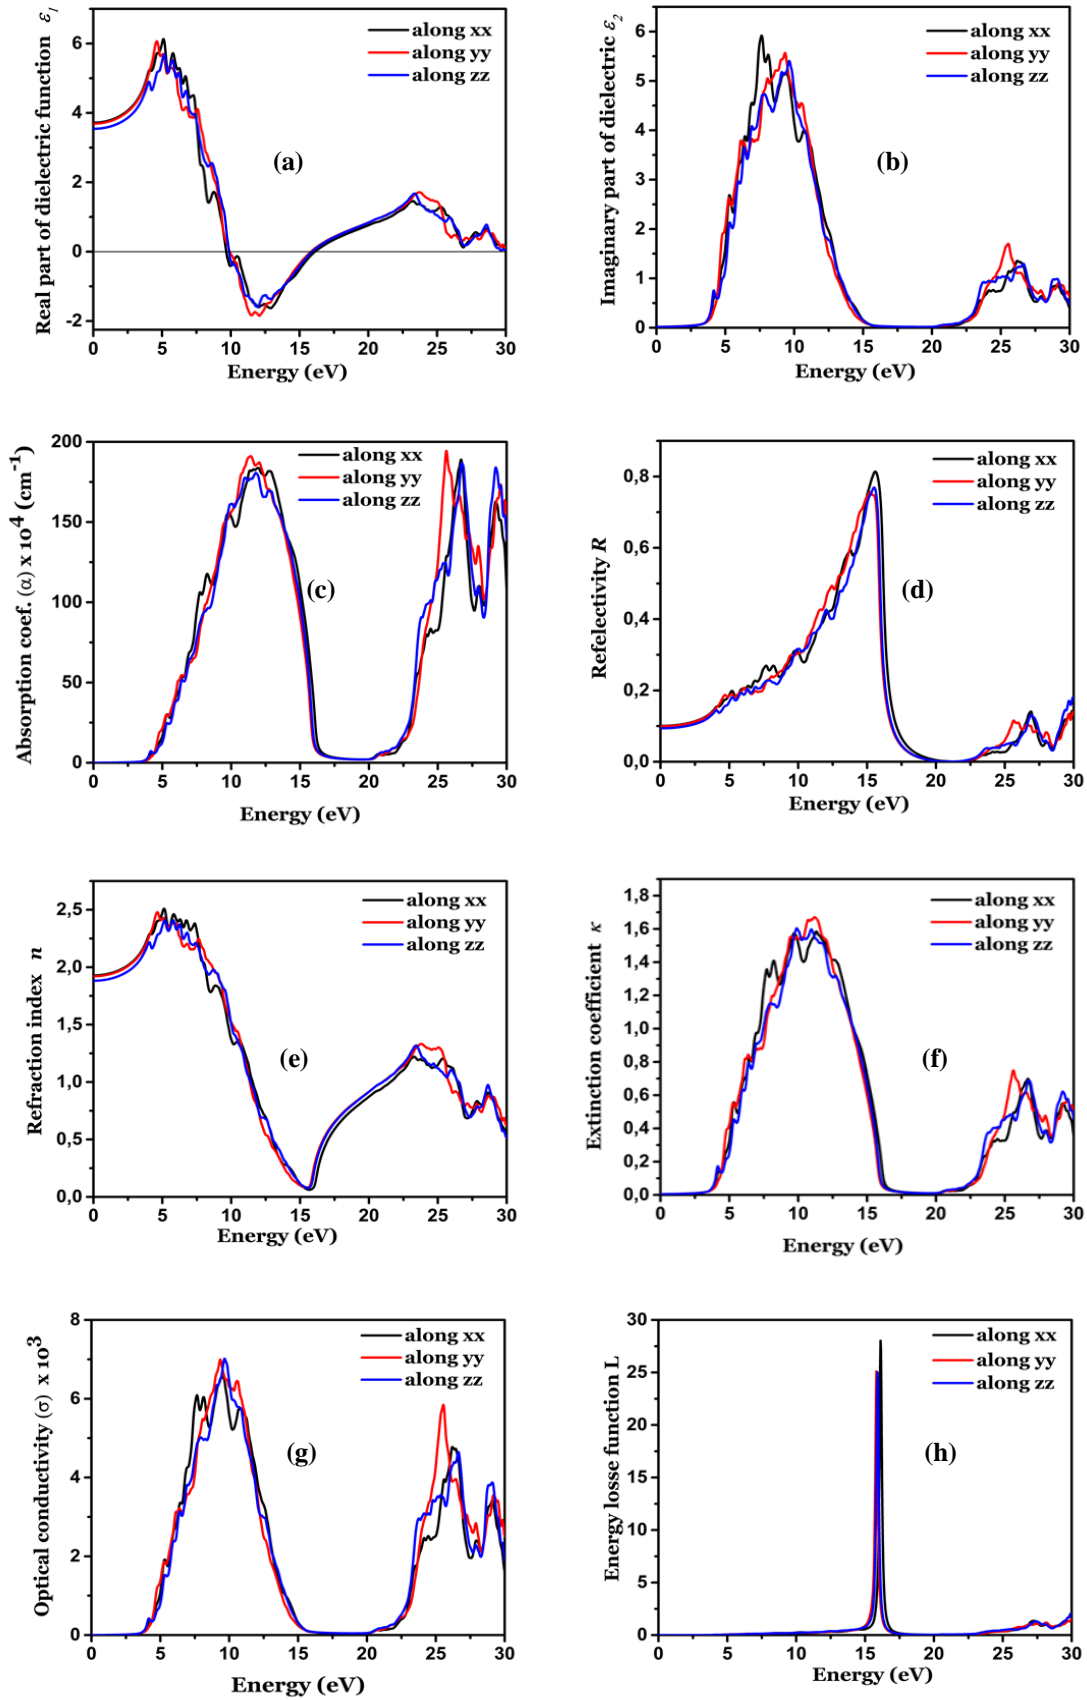 Real part of dielectric function ε₁
6
4
2
0
-2
0 5 10 15 20 25 30
Energy (eV)
along xx
along yy
along zz
(a)
Imaginary part of dielectric ε₂
6
5
4
3
2
1
0
0 5 10 15 20 25 30
Energy (eV)
along xx
along yy
along zz
(b)
Absorption coef. (α) x 10⁴ (cm⁻¹)
200
150
100
50
0
0 5 10 15 20 25 30
Energy (eV)
along xx
along yy
along zz
(c)
Refelectivity R
0,8
0,6
0,4
0,2
0,0
0 5 10 15 20 25 30
Energy (eV)
along xx
along yy
along zz
(d)
Refraction index n
2,5
2,0
1,5
1,0
0,5
0,0
0 5 10 15 20 25 30
Energy (eV)
along xx
along yy
along zz
(e)
Extinction coefficient κ
1,8
1,6
1,4
1,2
1,0
0,8
0,6
0,4
0,2
0,0
0 5 10 15 20 25 30
Energy (eV)
along xx
along yy
along zz
(f)
Optical conductivity (σ) x 10³
8
6
4
2
0
0 5 10 15 20 25 30
Energy (eV)
along xx
along yy
along zz
(g)
Energy losse function L
30
25
20
15
10
5
0
0 5 10 15 20 25 30
Energy (eV)
along xx
along yy
along zz
(h)